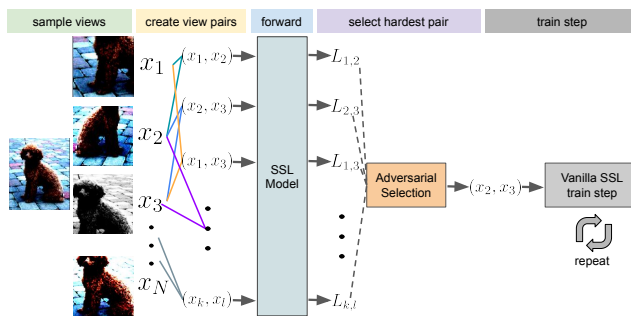 sample views
create view pairs
forward
select hardest pair
train step
x1
x2
x3
xN
(x1, x2)
(x2, x3)
(x1, x3)
(xk, xl)
SSL
Model
L1,2
L2,3
L1,3
Lk,l
Adversarial
Selection
(x2, x3)
Vanilla SSL
train step
repeat